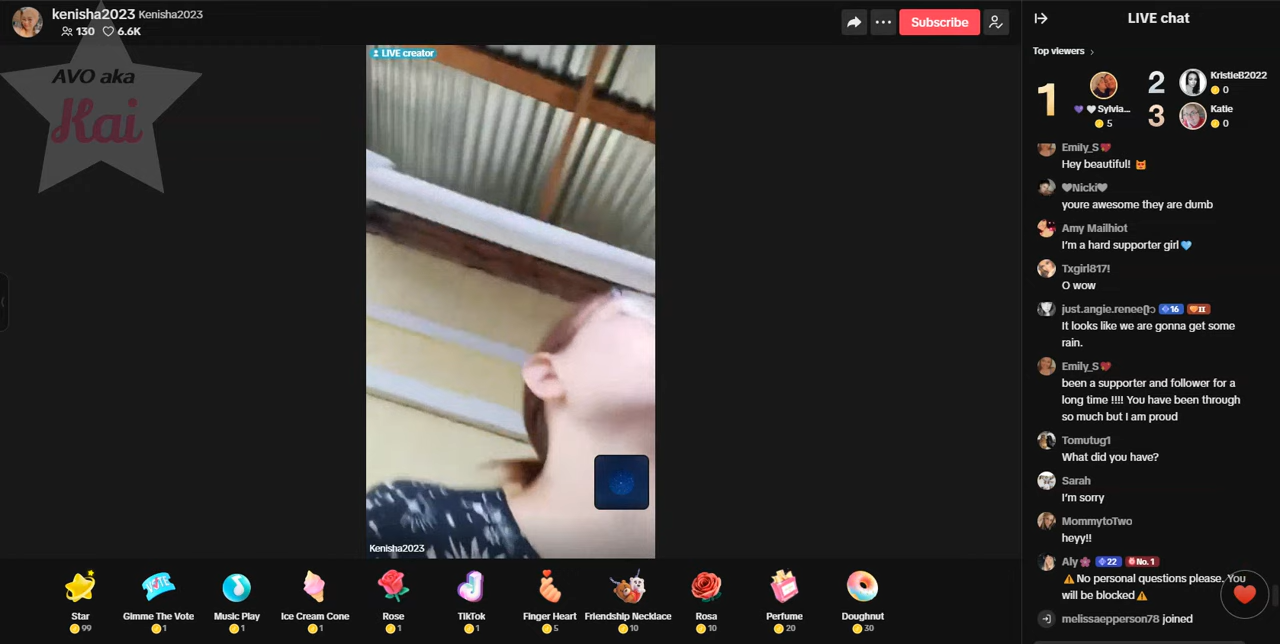 kenisha2023 Kenisha2023
130 6.6K
Subscribe
AVO aka
Kai
LIVE creator
Kenisha2023
Star
99
Gimme The Vote
1
Music Play
1
Ice Cream Cone
1
Rose
1
TikTok
1
Finger Heart
5
Friendship Necklace
10
Rosa
10
Perfume
20
Doughnut
30
LIVE chat
Top viewers
1
Sylvia...
5
2
KristieB2022
0
3
Katie
0
Emily_S
Hey beautiful!
Nicki
youre awesome they are dumb
Amy Mailhiot
I'm a hard supporter girl
Txgirl817!
O wow
just.angie.renee 16 II
It looks like we are gonna get some
rain.
Emily_S
been a supporter and follower for a
long time !!!! You have been through
so much but I am proud
Tomutug1
What did you have?
Sarah
I'm sorry
MommytoTwo
heyy!!
Aly 22 No. 1
No personal questions please. You
will be blocked
melissaepperson78 joined